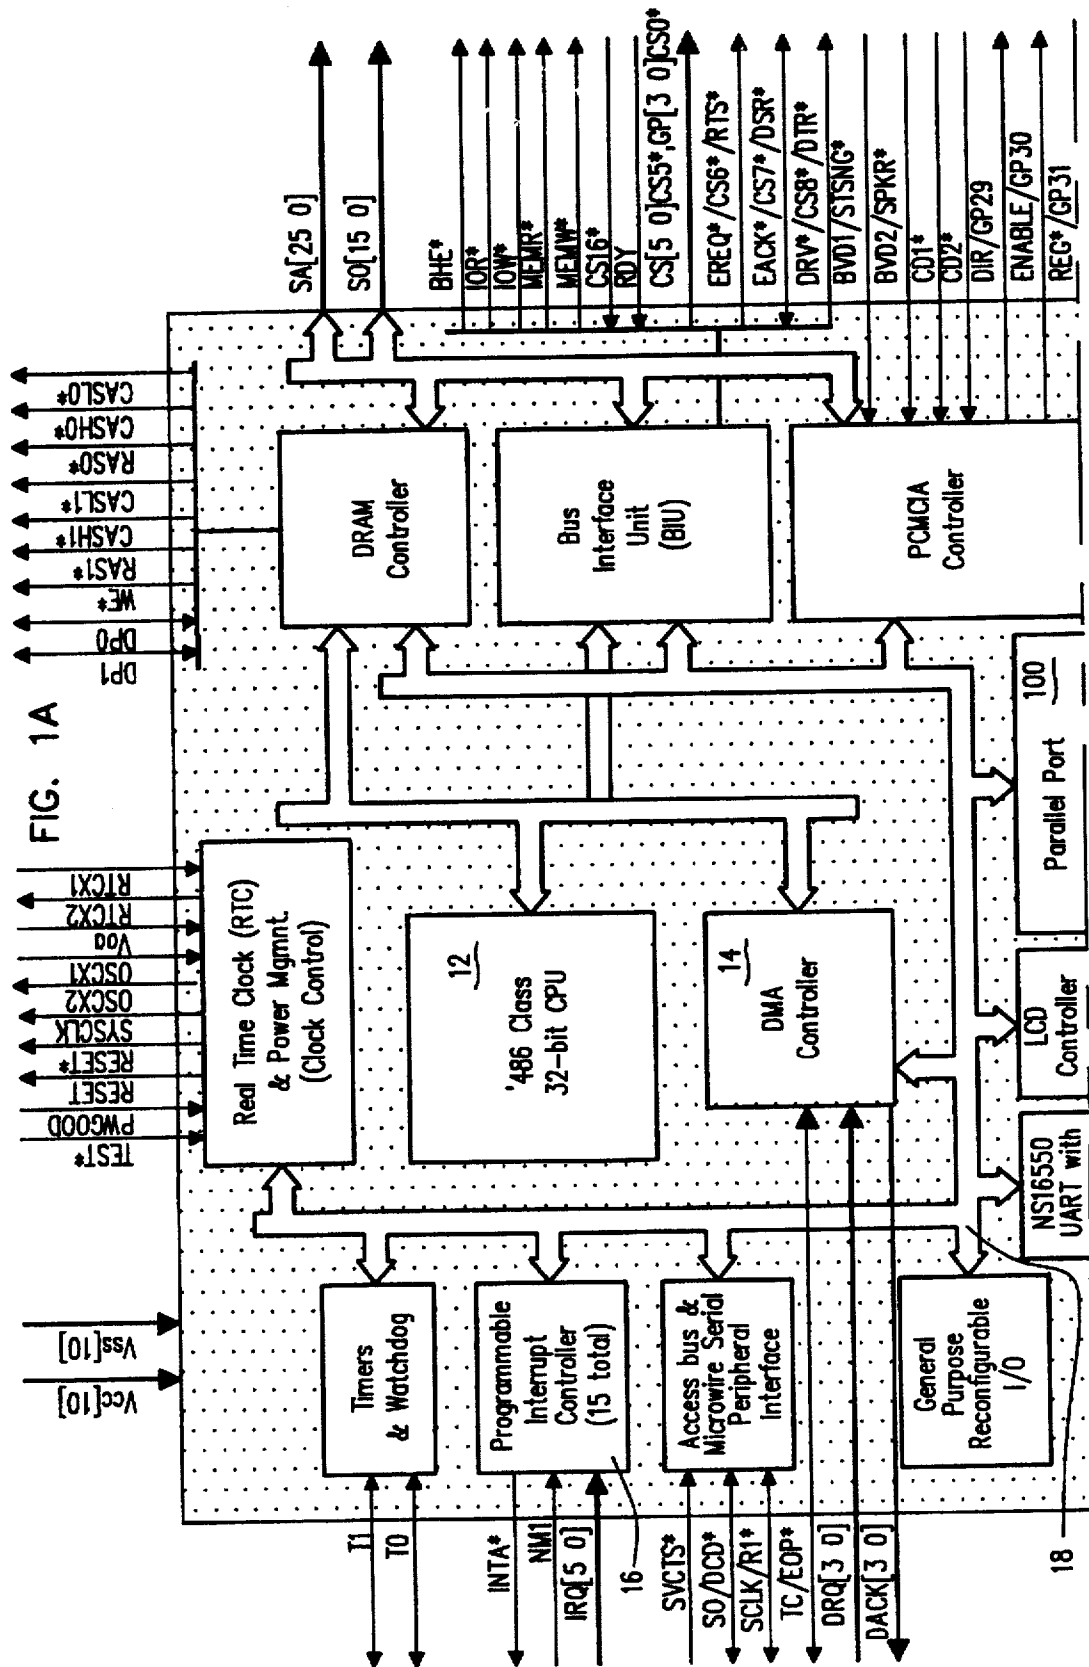 FIG. 1A
Vcc[10]
Vss[10]
TEST*
PWGOOD
RESET
RESET*
SYSCLK
OSCX2
OSCX1
VOD
RTCX2
RTCX1
DP1
DP0
WE*
RAS1*
CASH1*
CASL1*
RAS0*
CASH0*
CASL0*
T1
T0
INTA*
NM1
IRQ[5 0]
16
SVCTS*
SO/DCD*
SCLK/R1*
TC/EOP*
DRQ[3 0]
DACK[3 0]
18
Timers
& Watchdog
Programmable
Interrupt
Controller
(15 total)
Access bus &
Microwire Serial
Peripheral
Interface
General
Purpose
Reconfigurable
I/O
Real Time Clock (RTC)
& Power Mgmnt.
(Clock Control)
12
'486 Class
32-bit CPU
14
DMA
Controller
NS16550
UART with
LCD
Controller
Parallel Port
100
DRAM
Controller
Bus
Interface
Unit
(BIU)
PCMCIA
Controller
SA[25 0]
SO[15 0]
BHE*
IOR*
IOW*
MEMR*
MEMW*
CS16*
RDY
CS[5 0]CS5*,GP[3 0]CS0*
EREQ*/CS6*/RTS*
EACK*/CS7*/DSR*
DRV*/CS8*/DTR*
BVD1/STSNG*
BVD2/SPKR*
CD1*
CD2*
DIR/GP29
ENABLE/GP30
REG*/GP31